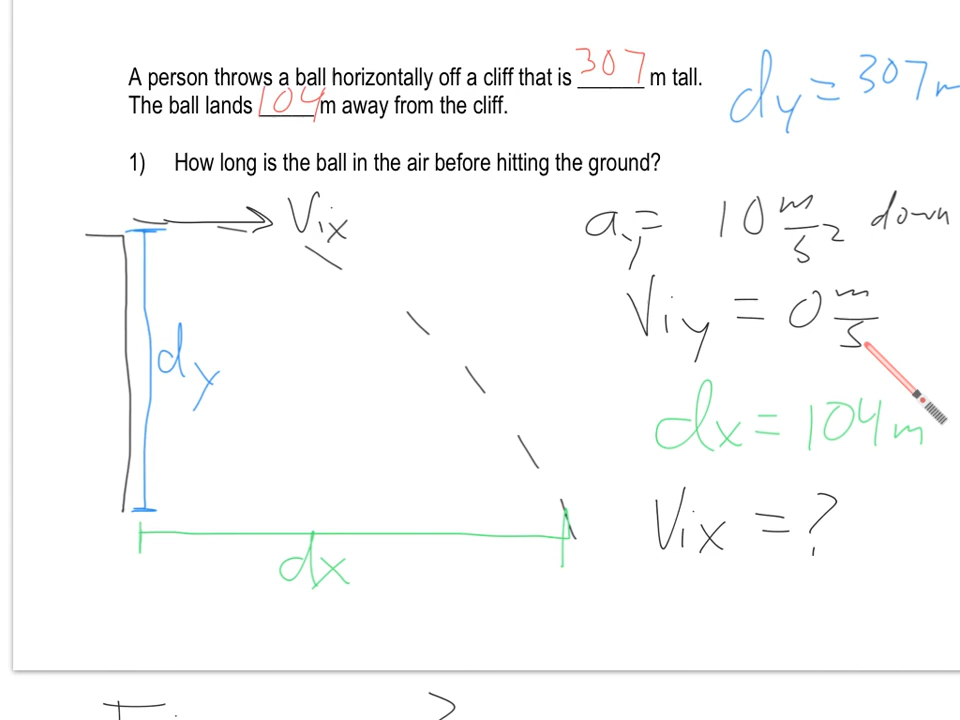 A person throws a ball horizontally off a cliff that is 307 m tall.
The ball lands 104 m away from the cliff.
dy = 307m
1) How long is the ball in the air before hitting the ground?
Vix
ay = 10 m/s2 down
Viy = 0 m/s
dy
dx = 104m
Vix = ?
dx